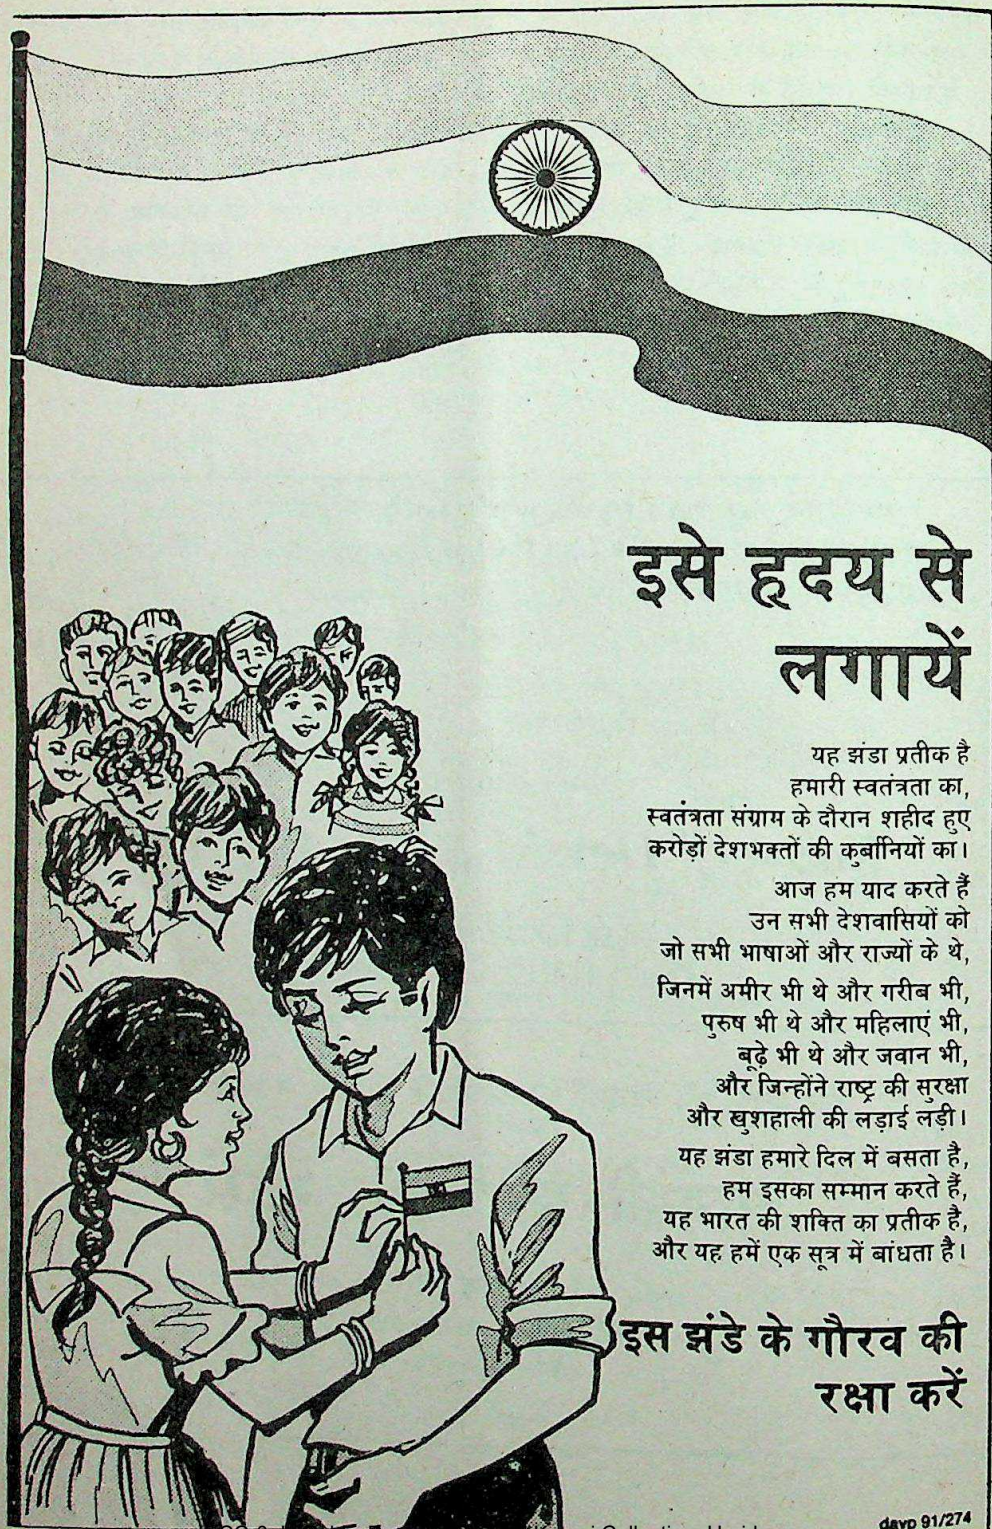 इसे हृदय से
लगायें
यह झंडा प्रतीक है
हमारी स्वतंत्रता का,
स्वतंत्रता संग्राम के दौरान शहीद हुए
करोड़ों देशभक्तों की कुर्बानियों का।
आज हम याद करते हैं
उन सभी देशवासियों को
जो सभी भाषाओं और राज्यों के थे,
जिनमें अमीर भी थे और गरीब भी,
पुरुष भी थे और महिलाएं भी,
बूढ़े भी थे और जवान भी,
और जिन्होंने राष्ट्र की सुरक्षा
और खुशहाली की लड़ाई लड़ी।
यह झंडा हमारे दिल में बसता है,
हम इसका सम्मान करते हैं,
यह भारत की शक्ति का प्रतीक है,
और यह हमें एक सूत्र में बांधता है।
इस झंडे के गौरव की
रक्षा करें
davp 91/274